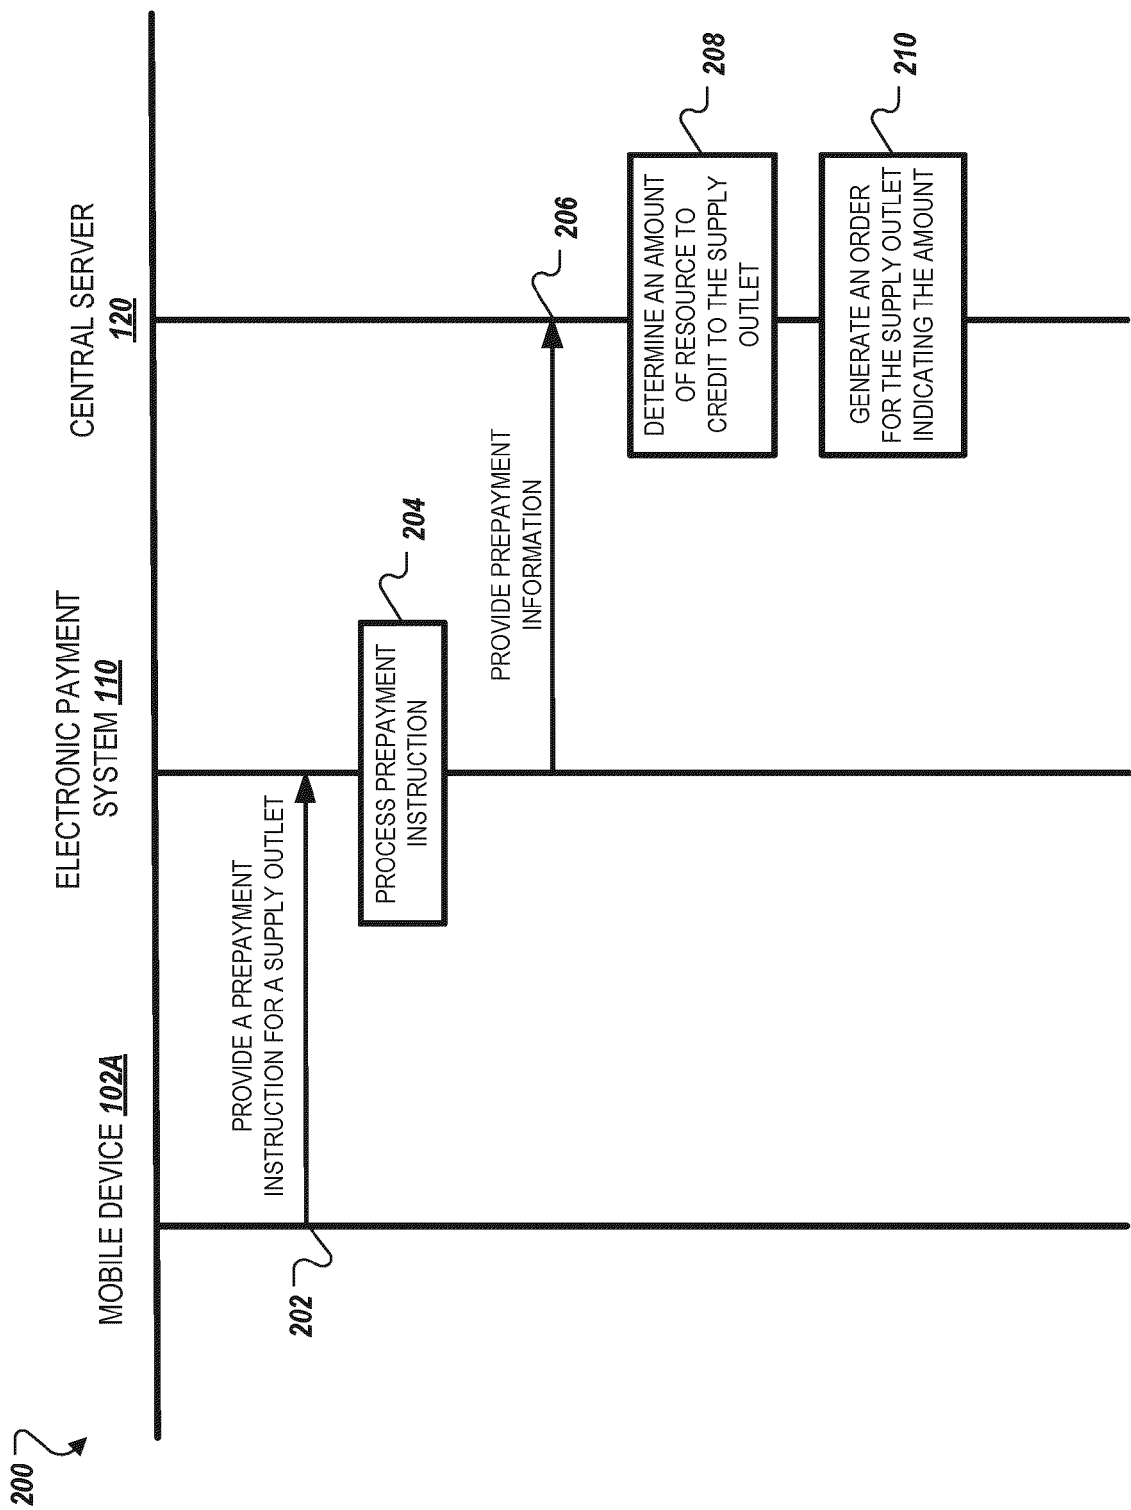 200
MOBILE DEVICE 102A
ELECTRONIC PAYMENT
SYSTEM 110
CENTRAL SERVER
120
PROVIDE A PREPAYMENT
INSTRUCTION FOR A SUPPLY OUTLET
202
PROCESS PREPAYMENT
INSTRUCTION
204
PROVIDE PREPAYMENT
INFORMATION
206
DETERMINE AN AMOUNT
OF RESOURCE TO
CREDIT TO THE SUPPLY
OUTLET
208
GENERATE AN ORDER
FOR THE SUPPLY OUTLET
INDICATING THE AMOUNT
210